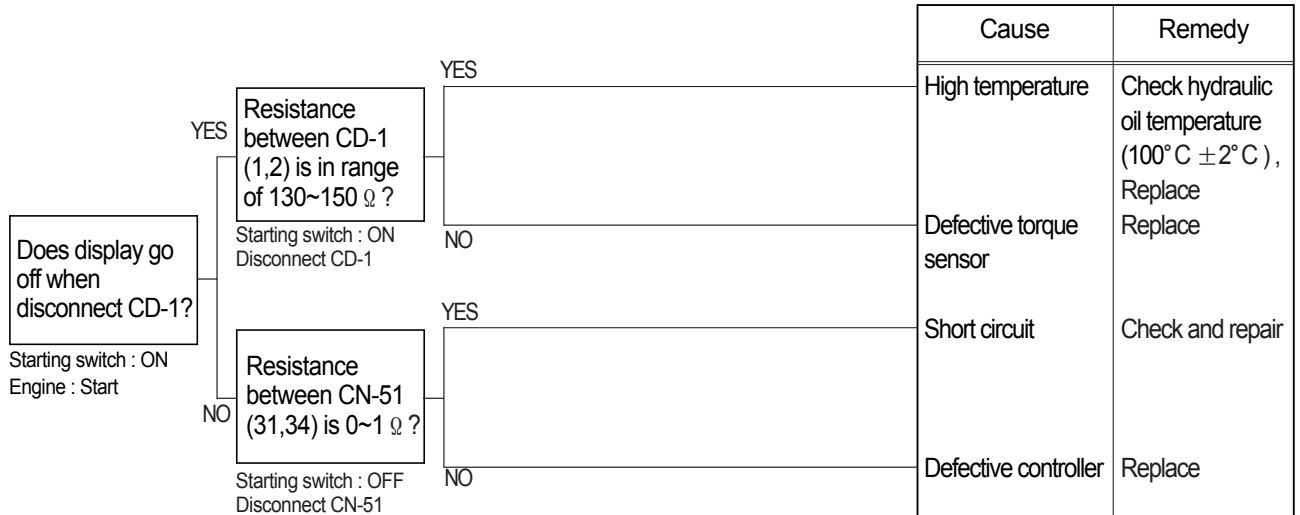 Cause
Remedy
YES
High temperature
Check hydraulic
oil temperature
(100°C ±2°C),
Replace
YES
Resistance
between CD-1
(1,2) is in range
of 130~150 Ω ?
Starting switch : ON
Disconnect CD-1
NO
Defective torque
sensor
Replace
Does display go
off when
disconnect CD-1?
Starting switch : ON
Engine : Start
YES
Short circuit
Check and repair
NO
Resistance
between CN-51
(31,34) is 0~1 Ω ?
Starting switch : OFF
Disconnect CN-51
NO
Defective controller
Replace